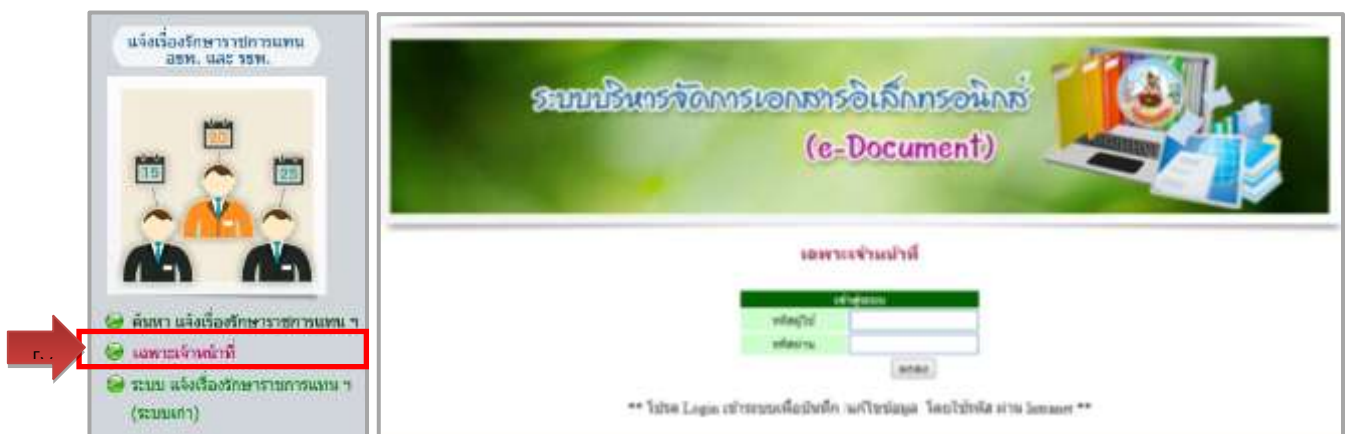 แจ้งเรื่องรักษาราชการแทน
อธท. และ รธท.
15
20
25
ค้นหา แจ้งเรื่องรักษาราชการแทน ฯ
เฉพาะเจ้าหน้าที่
ระบบ แจ้งเรื่องรักษาราชการแทน ฯ
(ระบบเก่า)
ระบบบริหารจัดการเอกสารอิเล็กทรอนิกส์
(e-Document)
เฉพาะเจ้าหน้าที่
เข้าสู่ระบบ
รหัสผู้ใช้
รหัสผ่าน
ตกลง
** โปรด Login เข้าระบบเพื่อบันทึก /แก้ไขข้อมูล โดยใช้รหัส ผ่าน Intranet **